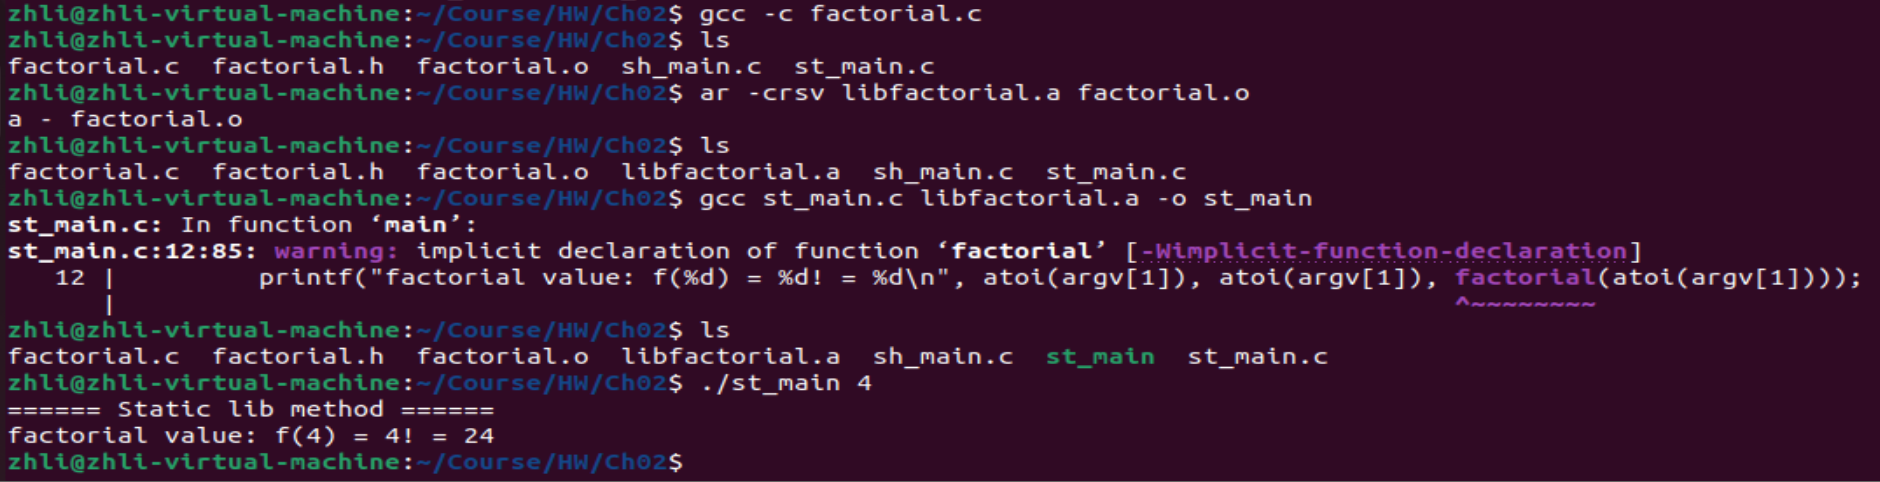 zhli@zhli-virtual-machine:~/Course/HW/Ch02$ gcc -c factorial.c
zhli@zhli-virtual-machine:~/Course/HW/Ch02$ ls
factorial.c  factorial.h  factorial.o  sh_main.c  st_main.c
zhli@zhli-virtual-machine:~/Course/HW/Ch02$ ar -crsv libfactorial.a factorial.o
a - factorial.o
zhli@zhli-virtual-machine:~/Course/HW/Ch02$ ls
factorial.c  factorial.h  factorial.o  libfactorial.a  sh_main.c  st_main.c
zhli@zhli-virtual-machine:~/Course/HW/Ch02$ gcc st_main.c libfactorial.a -o st_main
st_main.c: In function ‘main’:
st_main.c:12:85: warning: implicit declaration of function ‘factorial’ [-Wimplicit-function-declaration]
   12 |         printf("factorial value: f(%d) = %d! = %d\n", atoi(argv[1]), atoi(argv[1]), factorial(atoi(argv[1])));
      |                                                                                     ^~~~~~~~~
zhli@zhli-virtual-machine:~/Course/HW/Ch02$ ls
factorial.c  factorial.h  factorial.o  libfactorial.a  sh_main.c  st_main  st_main.c
zhli@zhli-virtual-machine:~/Course/HW/Ch02$ ./st_main 4
====== Static lib method ======
factorial value: f(4) = 4! = 24
zhli@zhli-virtual-machine:~/Course/HW/Ch02$